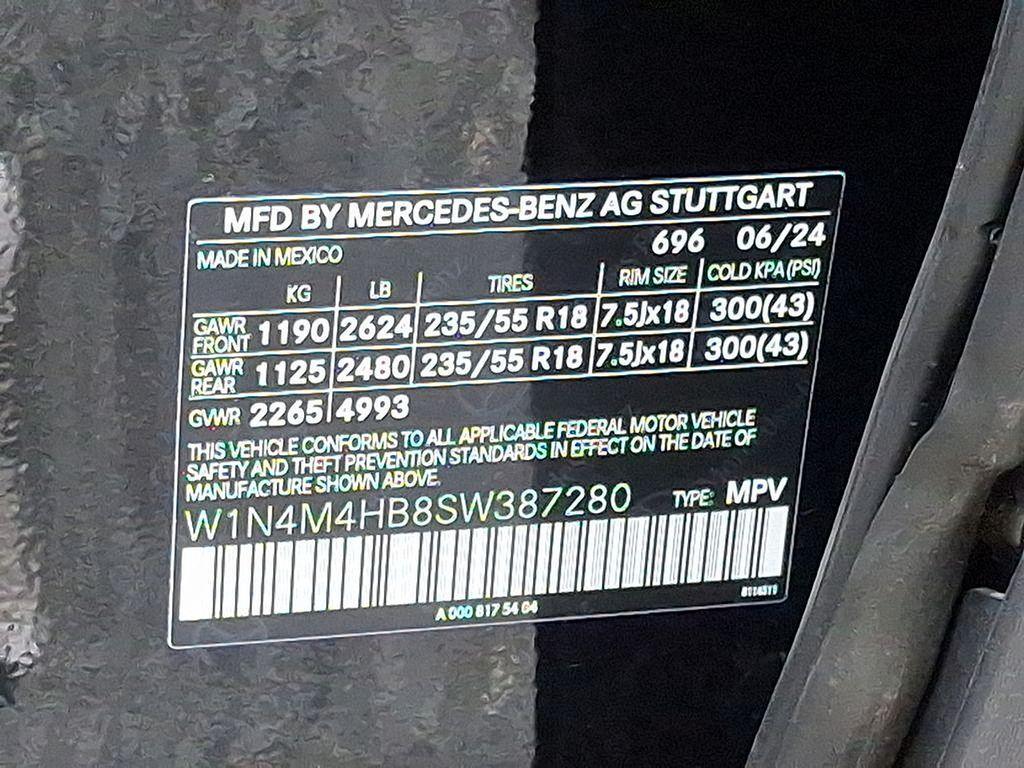 MFD BY MERCEDES-BENZ AG STUTTGART
MADE IN MEXICO 696 06/24
KG LB TIRES RIM SIZE COLD KPA (PSI)
GAWR FRONT 1190 2624 235/55 R18 7.5Jx18 300(43)
GAWR REAR 1125 2480 235/55 R18 7.5Jx18 300(43)
GVWR 2265 4993
THIS VEHICLE CONFORMS TO ALL APPLICABLE FEDERAL MOTOR VEHICLE
SAFETY AND THEFT PREVENTION STANDARDS IN EFFECT ON THE DATE OF
MANUFACTURE SHOWN ABOVE.
W1N4M4HB8SW387280 TYPE: MPV
A 000 817 54 04